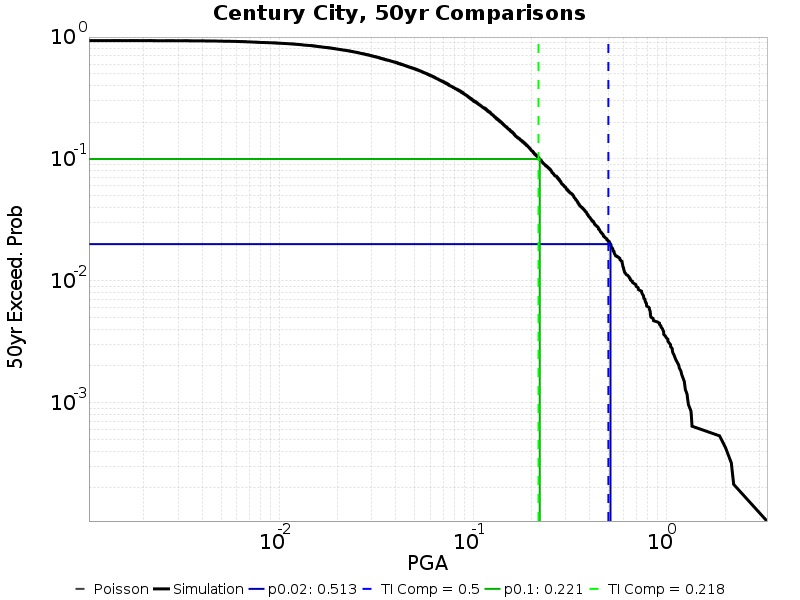 Century City, 50yr Comparisons
50yr Exceed. Prob
10^0
10^-1
10^-2
10^-3
10^-2 10^-1 10^0
PGA
Poisson Simulation p0.02: 0.513 TI Comp = 0.5 p0.1: 0.221 TI Comp = 0.218